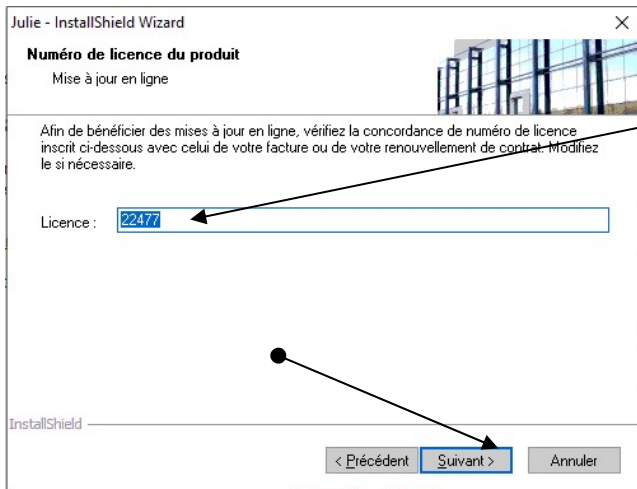 Julie - InstallShield Wizard
Numéro de licence du produit
Mise à jour en ligne
Afin de bénéficier des mises à jour en ligne, vérifiez la concordance de numéro de licence
inscrit ci-dessous avec celui de votre facture ou de votre renouvellement de contrat. Modifiez
le si nécessaire.
Licence : 22477
InstallShield
< Précédent Suivant > Annuler